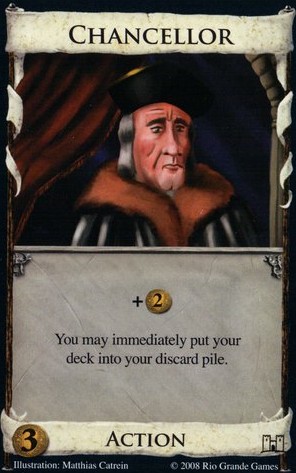 CHANCELLOR
+2
You may immediately put your
deck into your discard pile.
3
ACTION
Illustration: Matthias Catrein
© 2008 Rio Grande Games